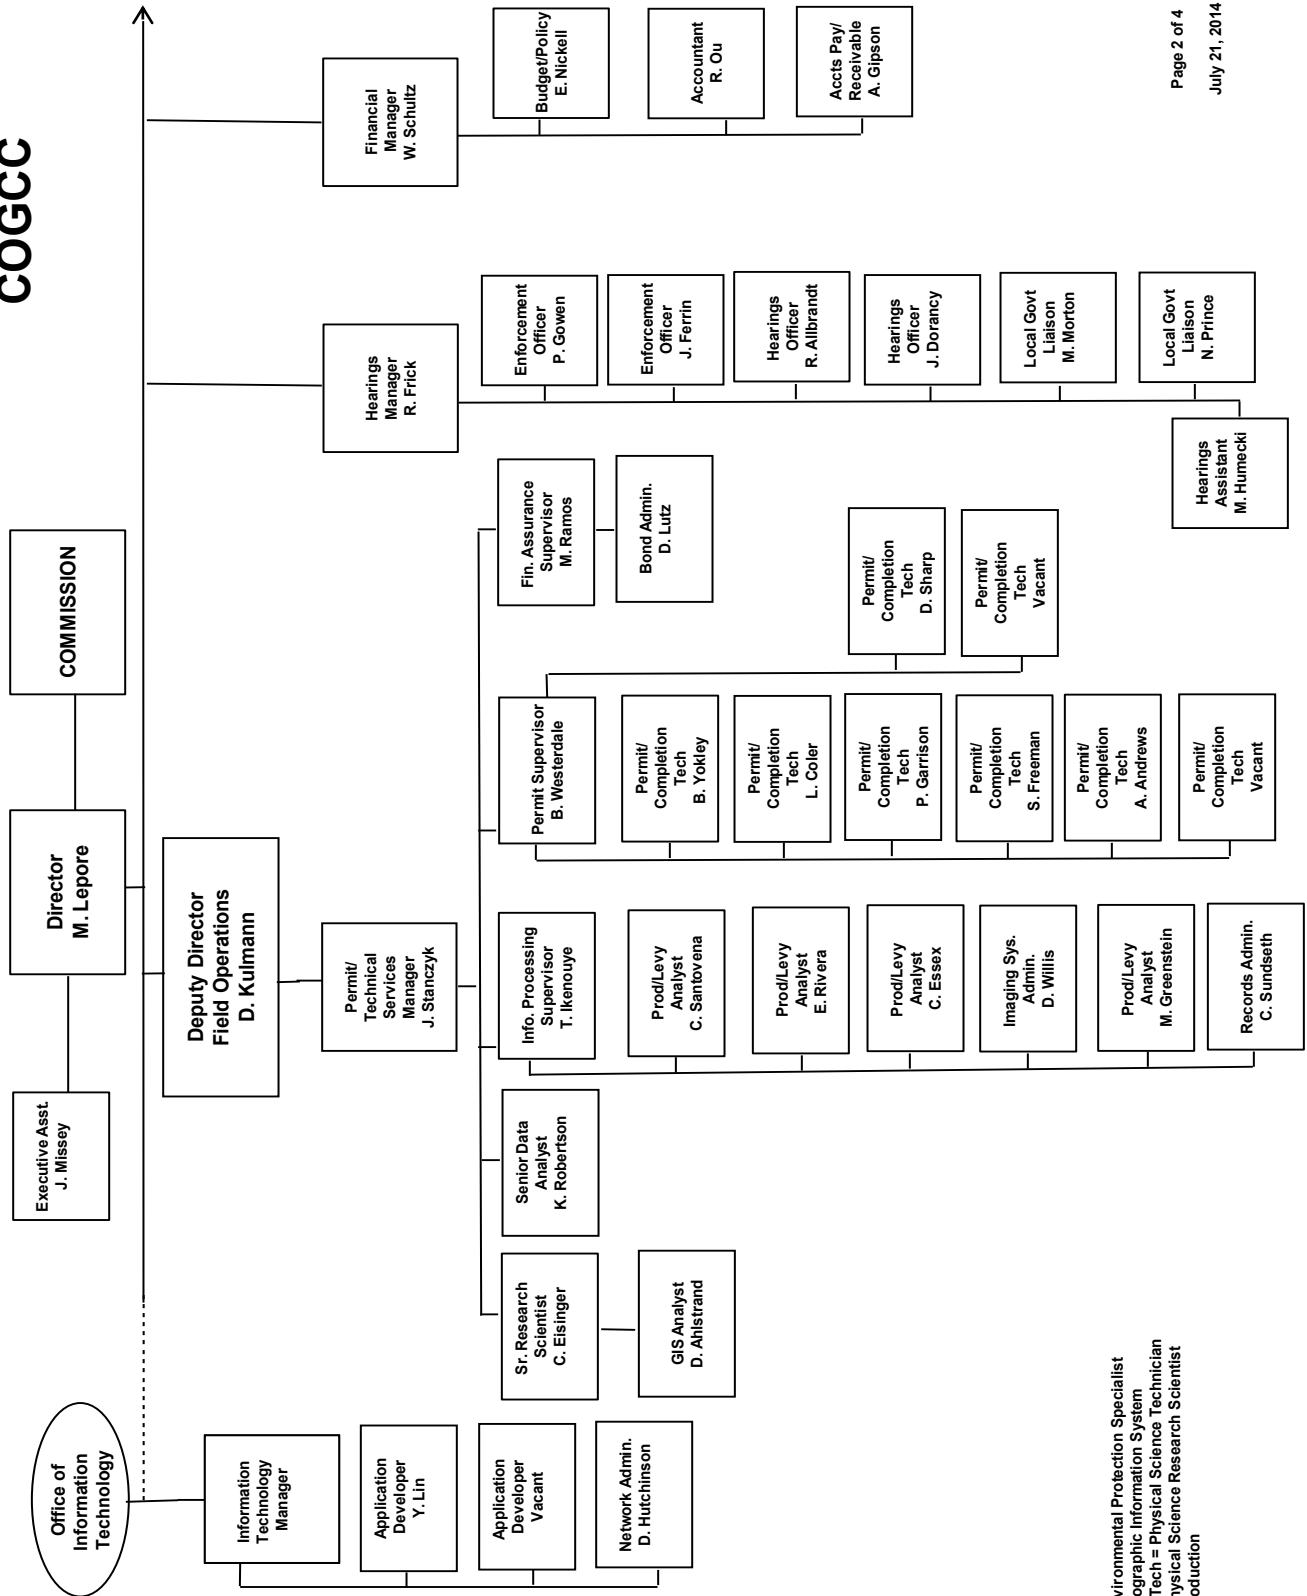 COGCC
COMMISSION
Director
M. Lepore
Executive Asst.
J. Missey
Office of
Information
Technology
Deputy Director
Field Operations
D. Kulmann
Information
Technology
Manager
Application
Developer
Y. Lin
Application
Developer
Vacant
Network Admin.
D. Hutchinson
Permit/
Technical
Services
Manager
J. Stanczyk
Hearings
Manager
R. Frick
Financial
Manager
W. Schultz
Sr. Research
Scientist
C. Eisinger
GIS Analyst
D. Ahlstrand
Senior Data
Analyst
K. Robertson
Info. Processing
Supervisor
T. Ikenouye
Prod/Levy
Analyst
C. Santovena
Prod/Levy
Analyst
E. Rivera
Prod/Levy
Analyst
C. Essex
Imaging Sys.
Admin.
D. Willis
Prod/Levy
Analyst
M. Greenstein
Records Admin.
C. Sundseth
Permit Supervisor
B. Westerdale
Permit/
Completion
Tech
B. Yokley
Permit/
Completion
Tech
L. Coler
Permit/
Completion
Tech
P. Garrison
Permit/
Completion
Tech
S. Freeman
Permit/
Completion
Tech
A. Andrews
Permit/
Completion
Tech
Vacant
Permit/
Completion
Tech
D. Sharp
Permit/
Completion
Tech
Vacant
Fin. Assurance
Supervisor
M. Ramos
Bond Admin.
D. Lutz
Enforcement
Officer
P. Gowen
Enforcement
Officer
J. Ferrin
Hearings
Officer
R. Allbrandt
Hearings
Officer
J. Dorancy
Local Govt
Liaison
M. Morton
Local Govt
Liaison
N. Prince
Hearings
Assistant
M. Humecki
Budget/Policy
E. Nickell
Accountant
R. Ou
Accts Pay/
Receivable
A. Gipson
Protection Specialist
Information System
Tech = Physical Science Technician
Science Research Scientist
Page 2 of 4
July 21, 2014